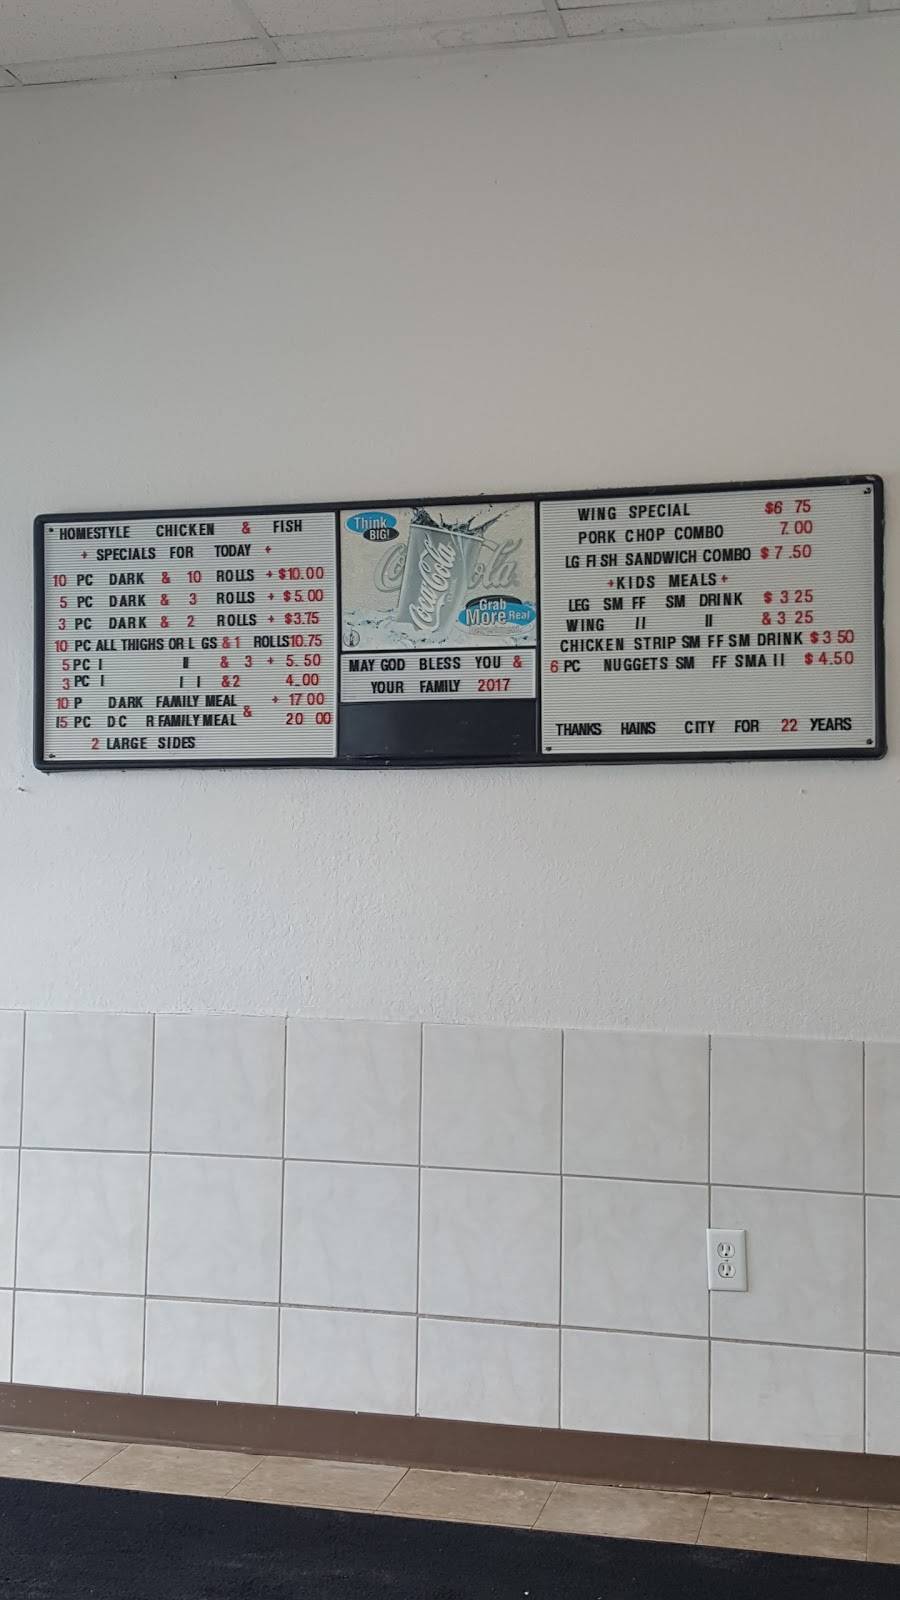 HOMESTYLE CHICKEN & FISH
+ SPECIALS FOR TODAY +
10 PC DARK & 10 ROLLS + $10.00
5 PC DARK & 3 ROLLS + $5.00
3 PC DARK & 2 ROLLS + $3.75
10 PC ALL THIGHS OR L GS & 1 ROLLS 10.75
5 PC I II & 3 + 5.50
3 PC I I I & 2 4.00
10 P DARK FAMILY MEAL + 17 00
15 PC D C R FAMILY MEAL & 20 00
2 LARGE SIDES
Think BIG!
Coca-Cola
Grab More Real
MAY GOD BLESS YOU &
YOUR FAMILY 2017
WING SPECIAL $6 75
PORK CHOP COMBO 7.00
LG FISH SANDWICH COMBO $7.50
+KIDS MEALS+
LEG SM FF SM DRINK $ 3 25
WING II II & 3 25
CHICKEN STRIP SM FF SM DRINK $3 50
6 PC NUGGETS SM FF SMALL $4.50
THANKS HAINS CITY FOR 22 YEARS